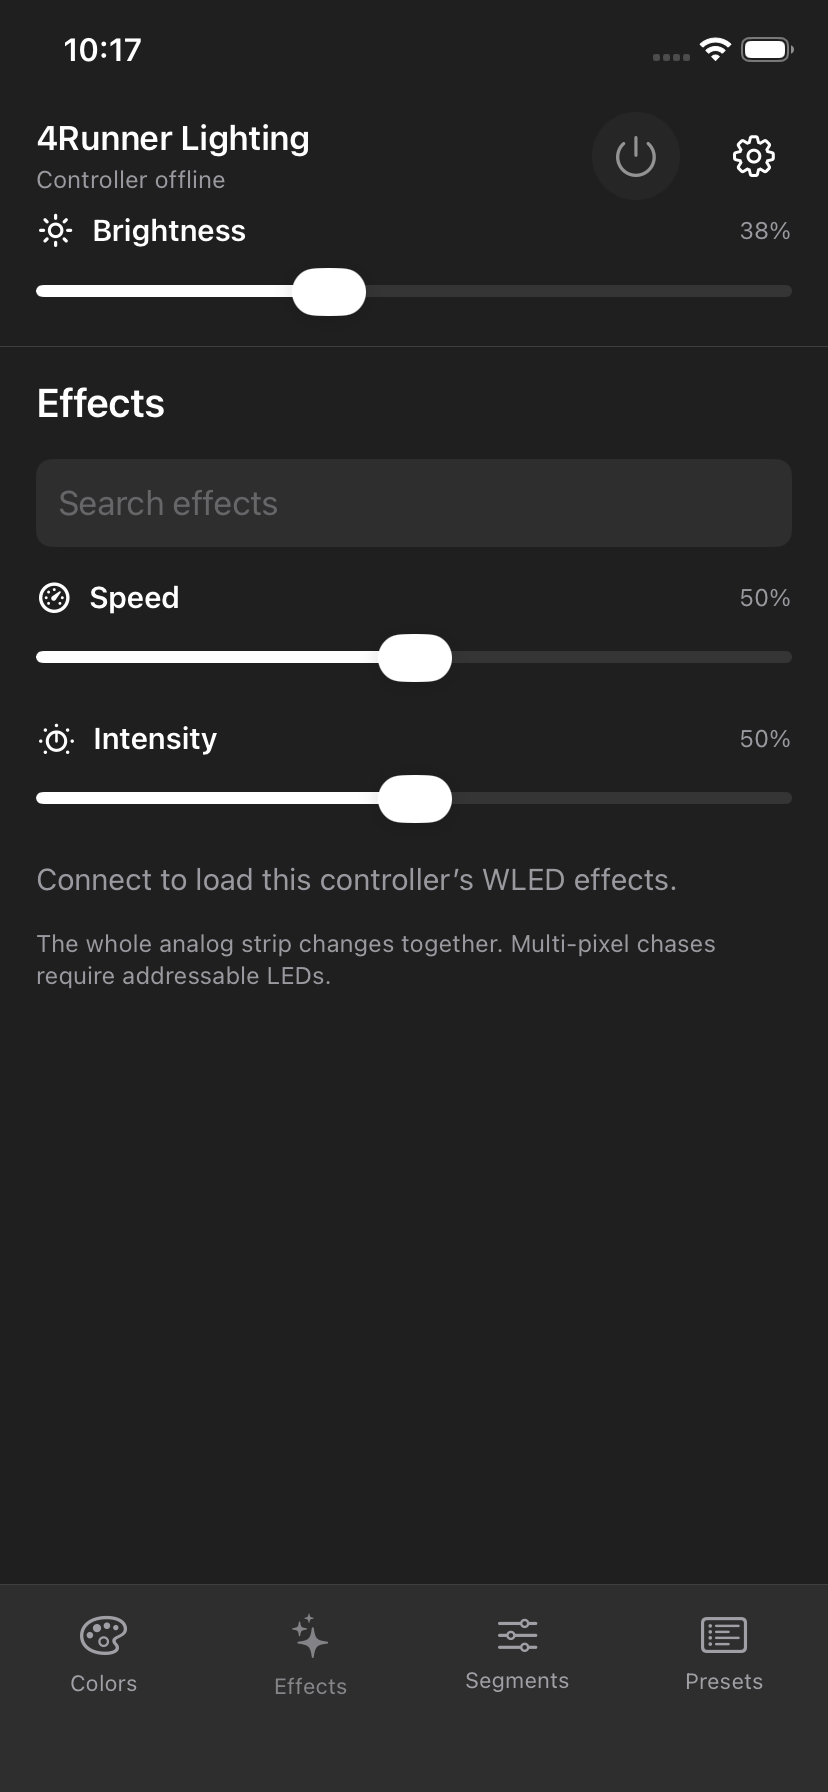 10:17
4Runner Lighting
Controller offline
Brightness
38%
Effects
Search effects
Speed
50%
Intensity
50%
Connect to load this controller’s WLED effects.
The whole analog strip changes together. Multi-pixel chases
require addressable LEDs.
Colors
Effects
Segments
Presets